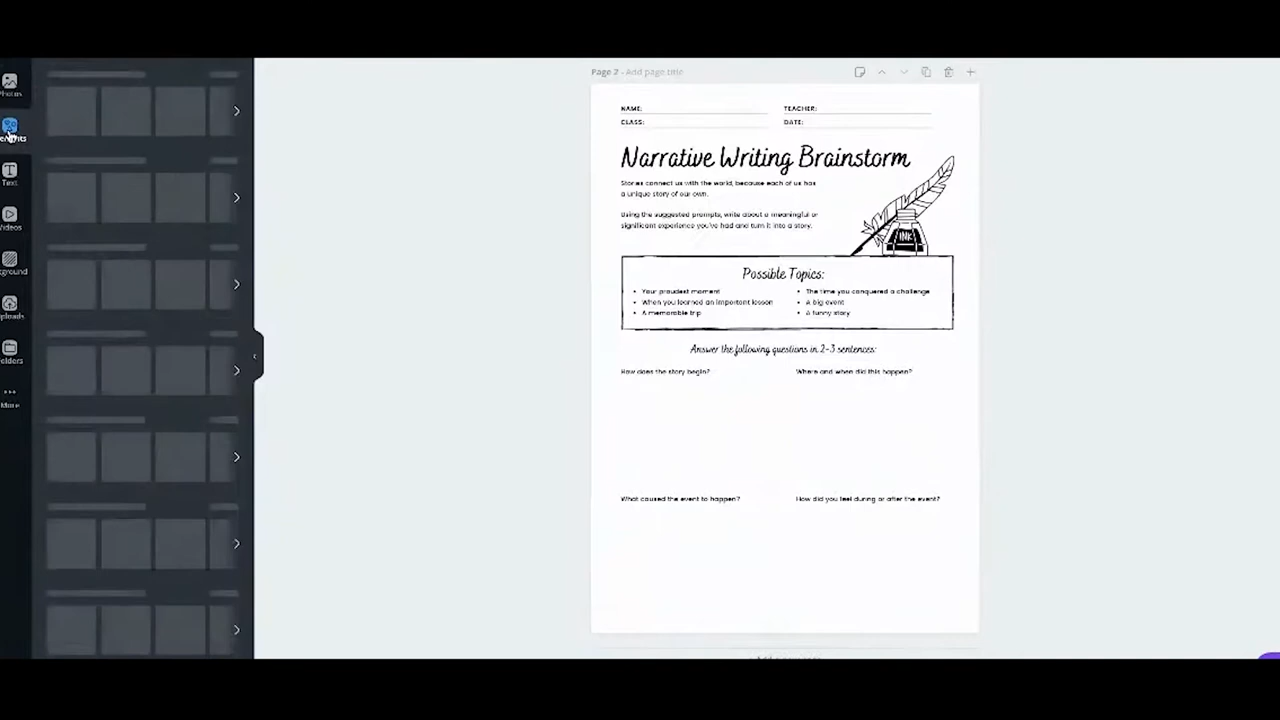 Page 2 - Add page title
Photos
Text
More
NAME:
TEACHER:
CLASS:
DATE:
Narrative Writing Brainstorm
Stories connect us with the world, because each of us has
a unique story of our own.
Using the suggested prompts, write about a meaningful or
significant experience you've had and turn it into a story.
INK
Possible Topics:
• Your proudest moment
• When you learned an important lesson
• A memorable trip
• The time you conquered a challenge
• A big event
• A funny story
Answer the following questions in 2-3 sentences:
How does the story begin?
Where and when did this happen?
What caused the event to happen?
How did you feel during or after the event?